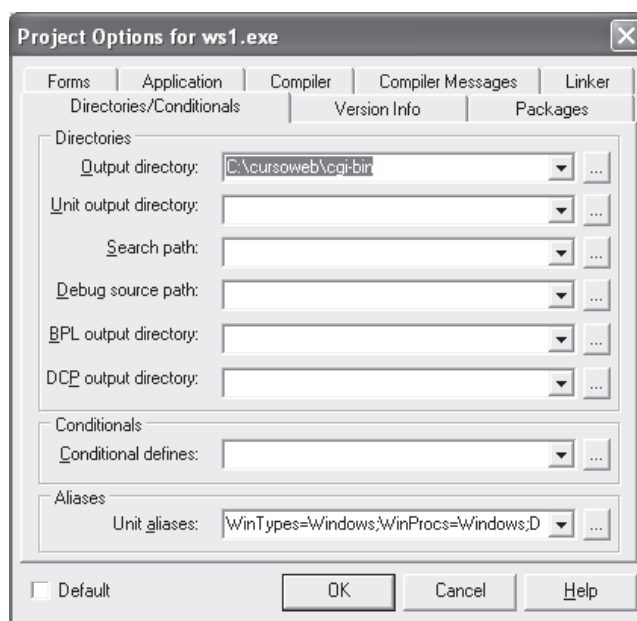 Project Options for ws1.exe
Forms Application Compiler Compiler Messages Linker
Directories/Conditionals Version Info Packages
Directories
Output directory: C:\cursoweb\cgi-bin ...
Unit output directory: ...
Search path: ...
Debug source path: ...
BPL output directory: ...
DCP output directory: ...
Conditionals
Conditional defines: ...
Aliases
Unit aliases: WinTypes=Windows;WinProcs=Windows;D ...
Default OK Cancel Help